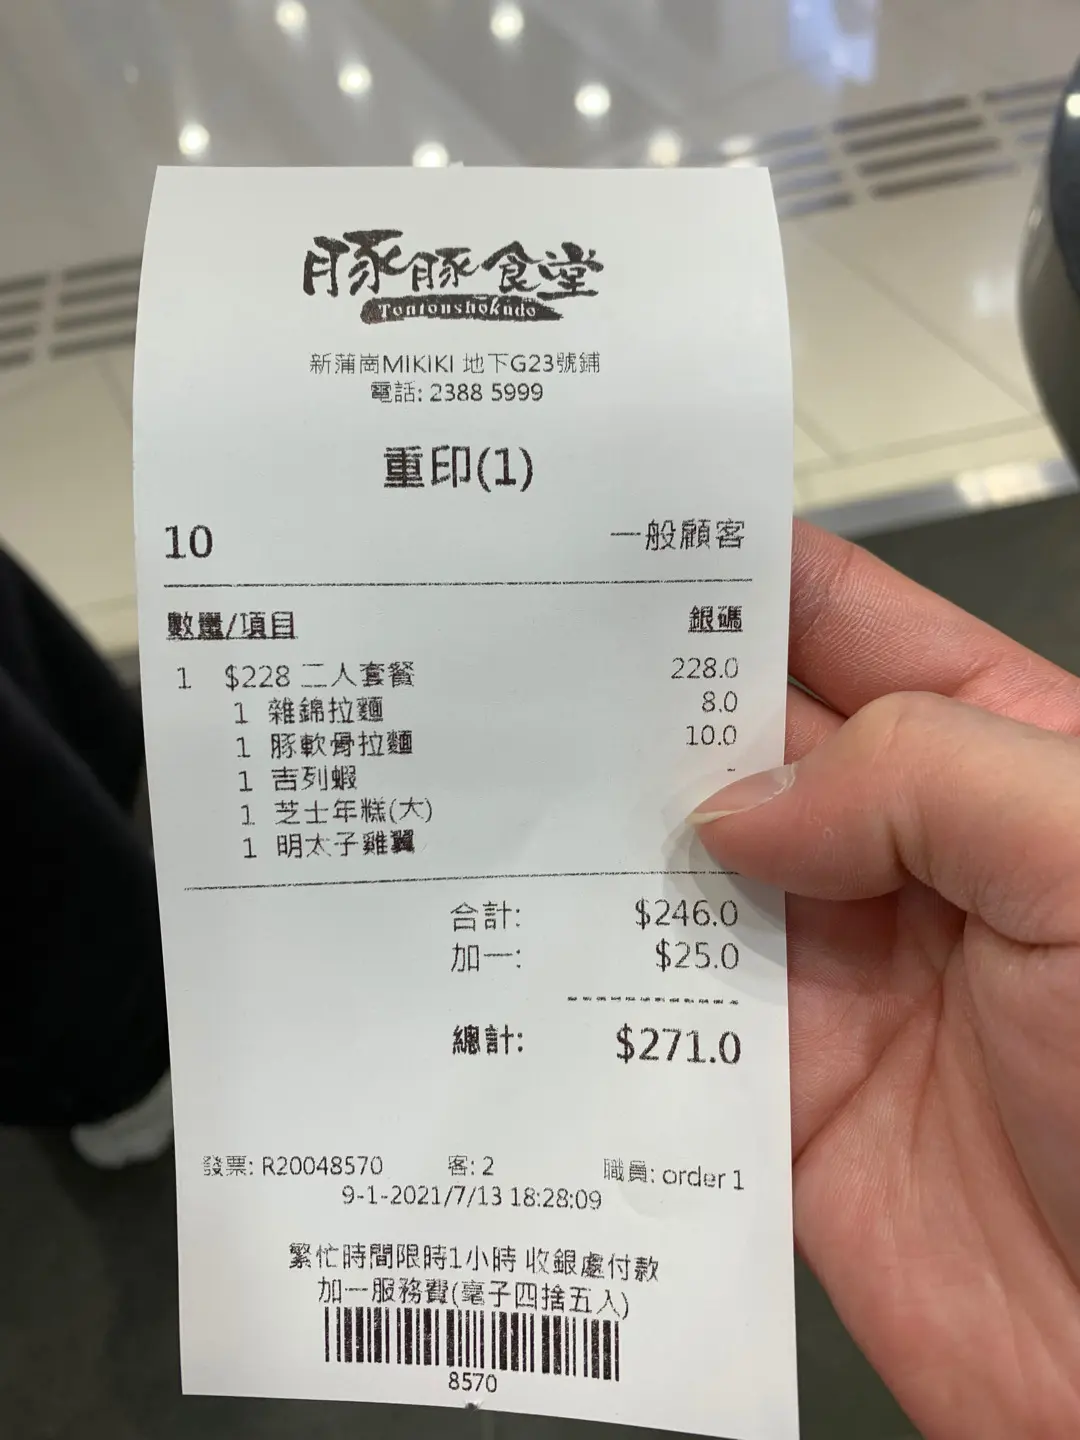 豚豚食堂
Tontonshokudo
新蒲崗MIKIKI 地下G23號鋪
電話: 2388 5999
重印(1)
10 一般顧客
數量/項目 銀碼
1 $228 二人套餐 228.0
1 雜錦拉麵 8.0
1 豚軟骨拉麵 10.0
1 吉列蝦 -
1 芝士年糕(大)
1 明太子雞翼
合計: $246.0
加一: $25.0
總計: $271.0
發票: R20048570 客: 2 職員: order 1
9-1-2021/7/13 18:28:09
繁忙時間限時1小時 收銀處付款
加一服務費(毫子四捨五入)
8570